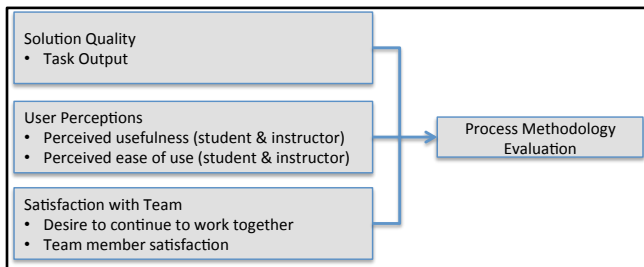 Solution Quality
• Task Output
User Perceptions
• Perceived usefulness (student & instructor)
• Perceived ease of use (student & instructor)
Satisfaction with Team
• Desire to continue to work together
• Team member satisfaction
Process Methodology
Evaluation